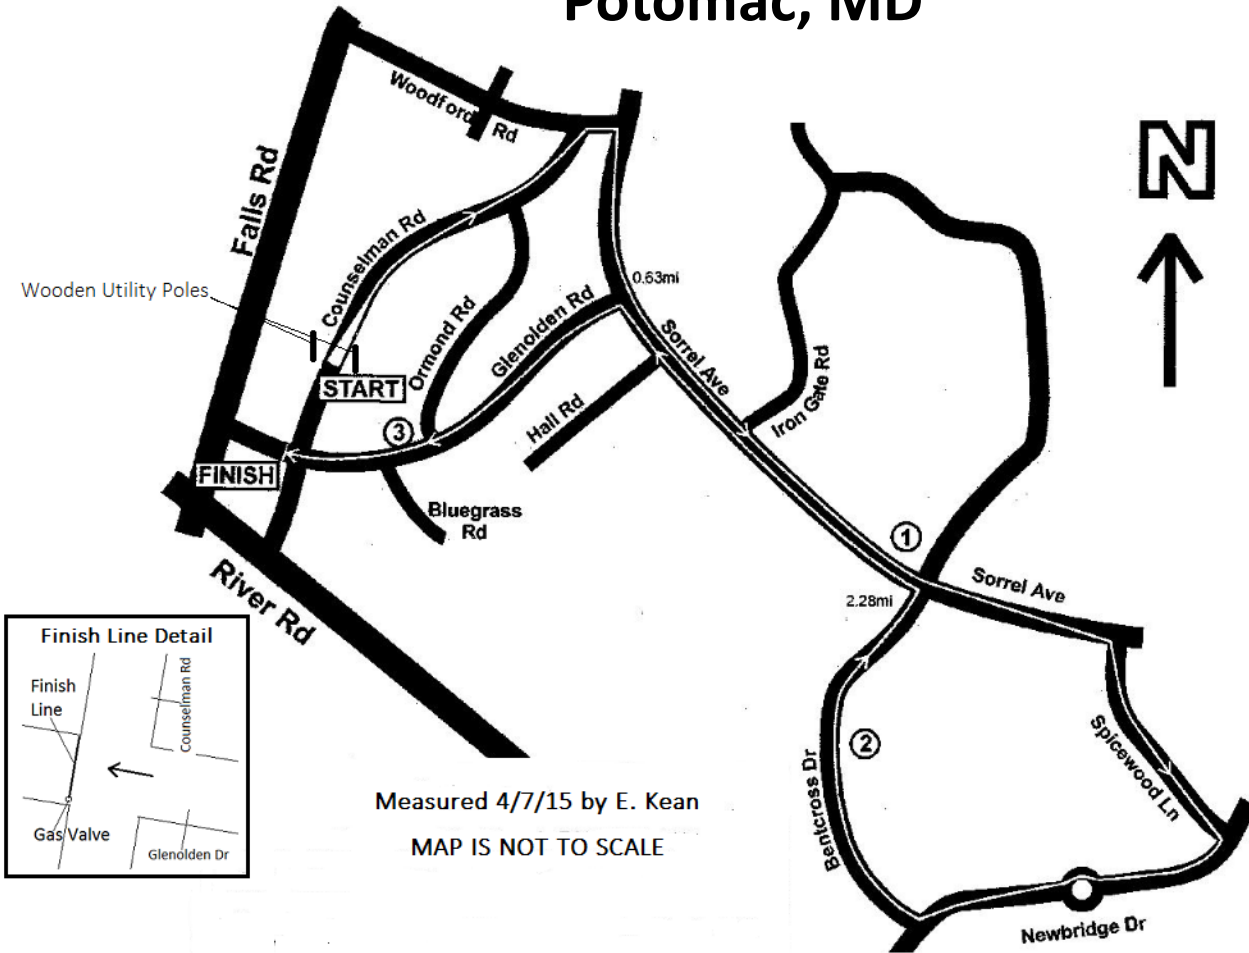 Potomac, MD
N
Woodford Rd
Falls Rd
Counselman Rd
Wooden Utility Poles
0.63mi
Ormond Rd
Glenolden Rd
Sorrel Ave
START
Hall Rd
Iron Gate Rd
3
FINISH
Bluegrass
Rd
1
Sorrel Ave
2.28mi
River Rd
2
Bentcross Dr
Spicewood Ln
Newbridge Dr
Measured 4/7/15 by E. Kean
MAP IS NOT TO SCALE
Finish Line Detail
Finish
Line
Counselman Rd
Gas Valve
Glenolden Dr